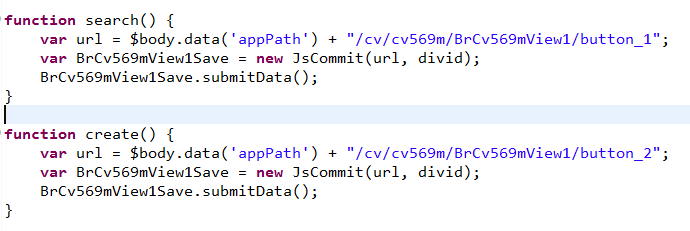 function search() {
    var url = $body.data('appPath') + "/cv/cv569m/BrCv569mView1/button_1";
    var BrCv569mView1Save = new JsCommit(url, divid);
    BrCv569mView1Save.submitData();
}
function create() {
    var url = $body.data('appPath') + "/cv/cv569m/BrCv569mView1/button_2";
    var BrCv569mView1Save = new JsCommit(url, divid);
    BrCv569mView1Save.submitData();
}